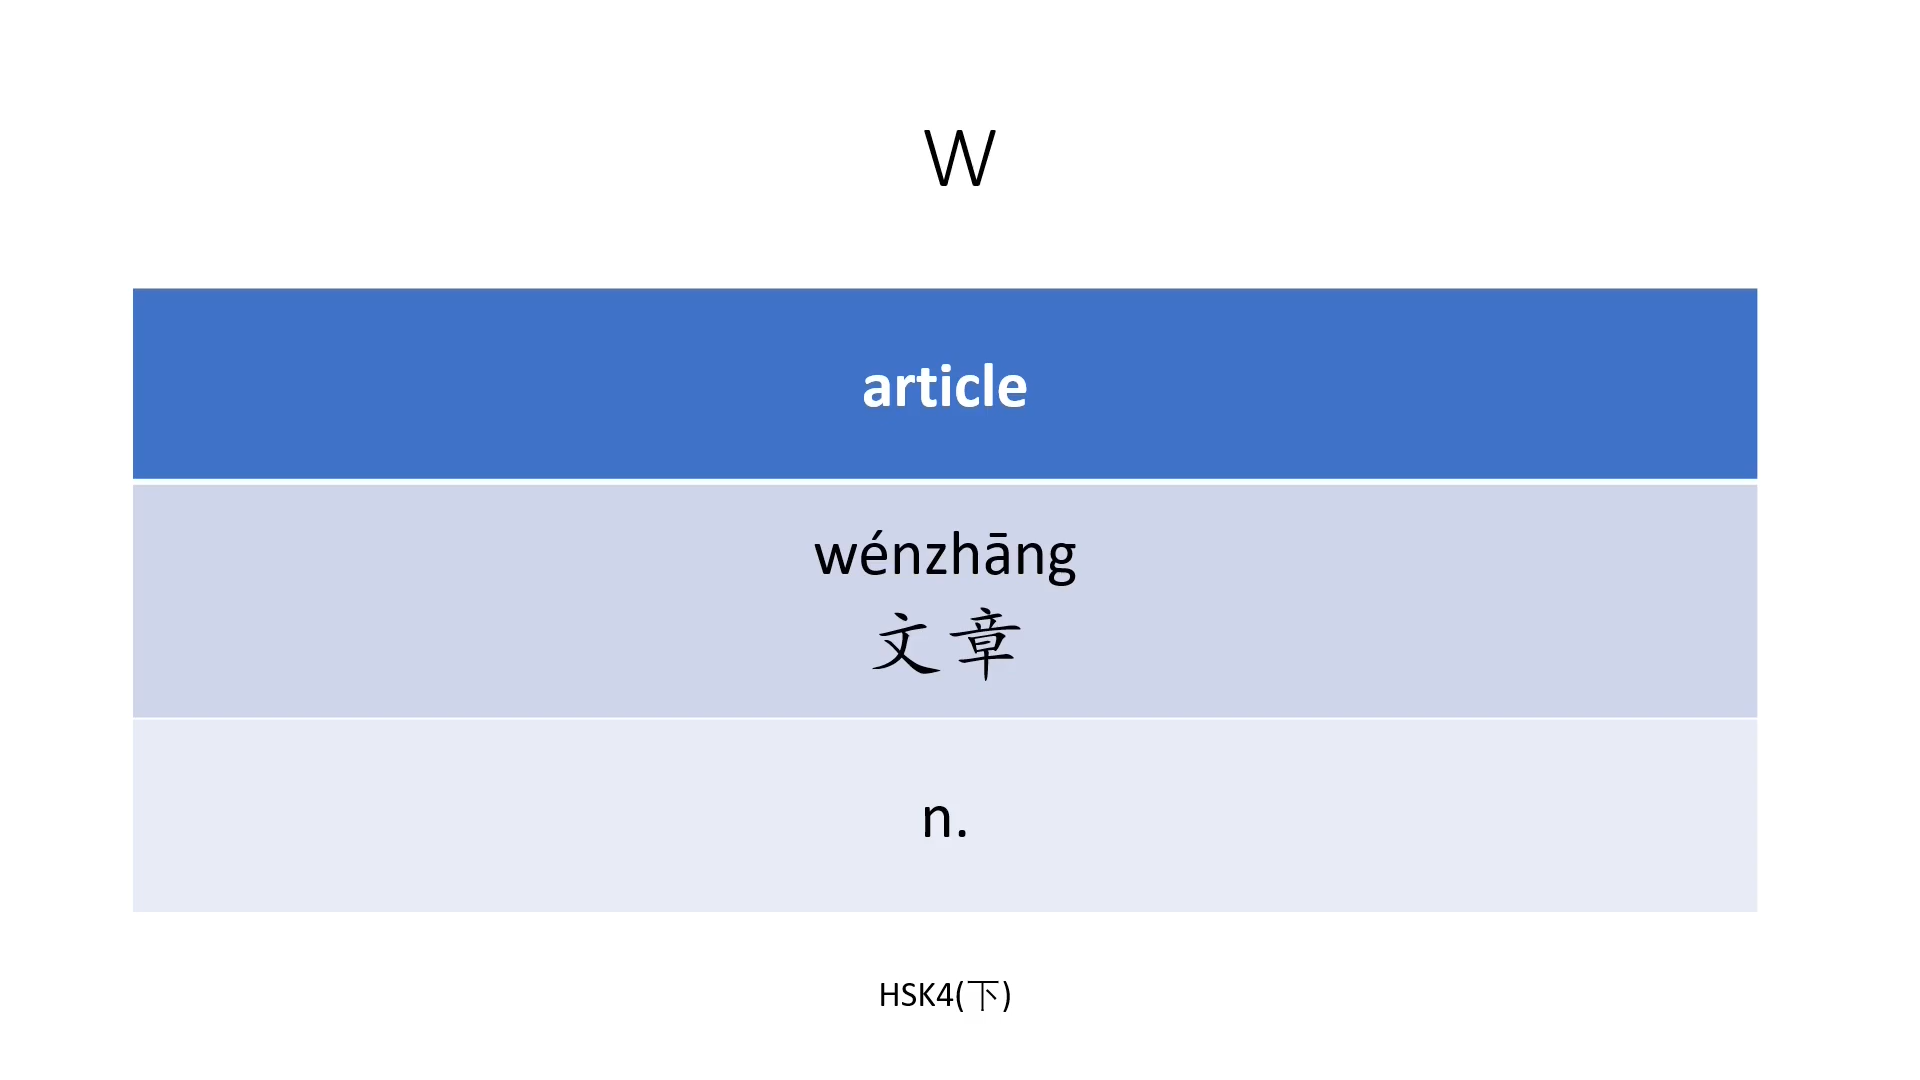 W
article
wénzhāng
文章
n.
HSK4(下)